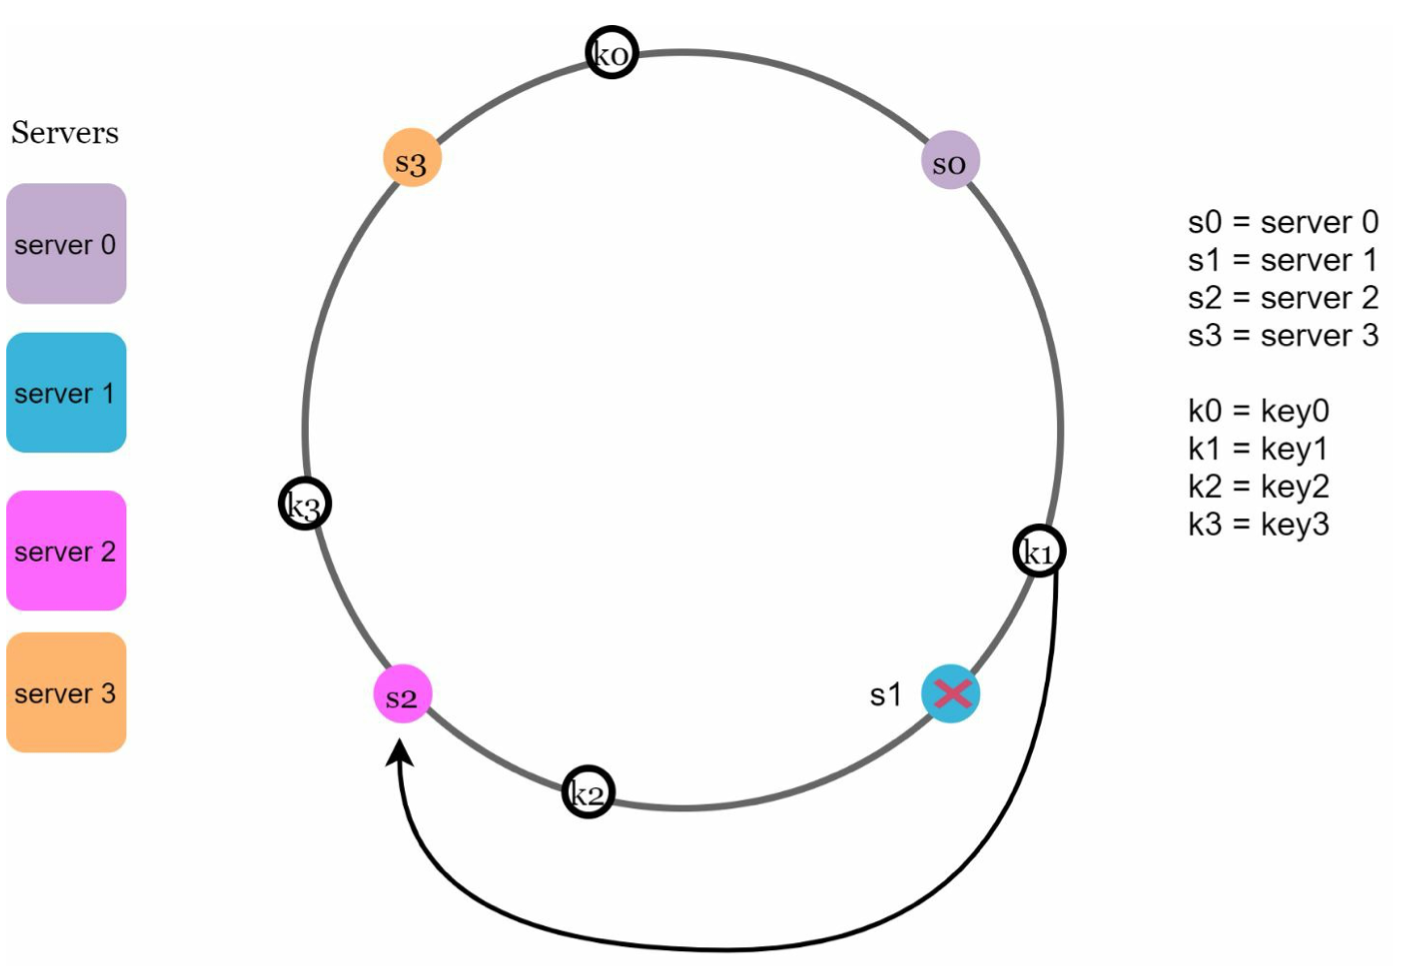 Servers
server 0
server 1
server 2
server 3
k0
s3
s0
k3
k1
s2
s1
k2
s0 = server 0
s1 = server 1
s2 = server 2
s3 = server 3
k0 = key0
k1 = key1
k2 = key2
k3 = key3